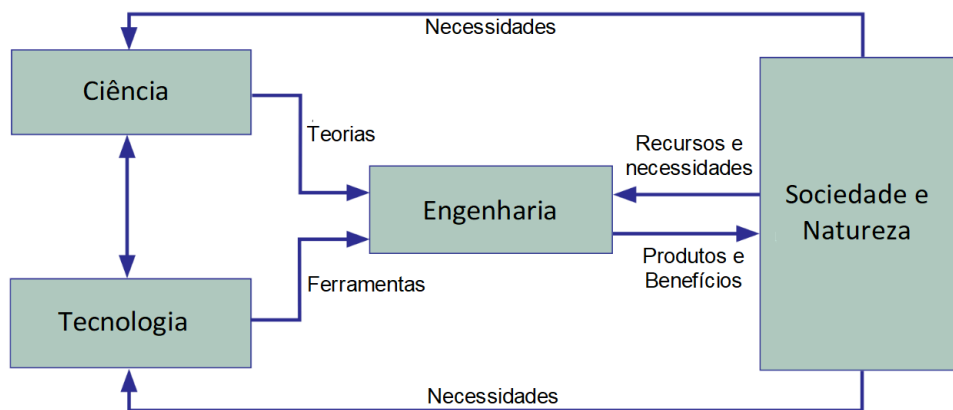 Necessidades
Ciência
Teorias
Recursos e
necessidades
Engenharia
Sociedade e
Natureza
Produtos e
Benefícios
Ferramentas
Tecnologia
Necessidades